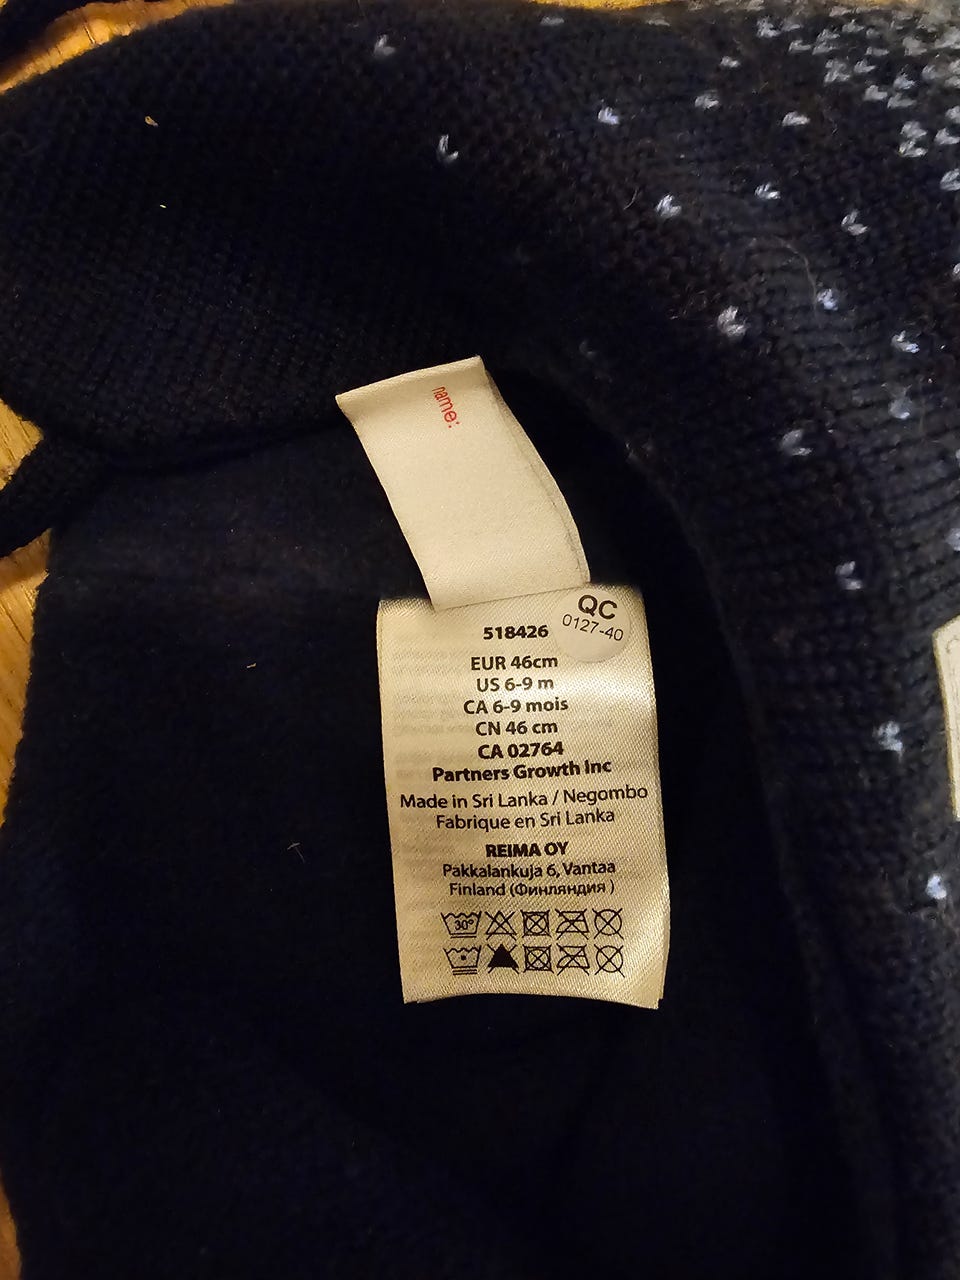 name:
QC
0127-40
518426
EUR 46cm
US 6-9 m
CA 6-9 mois
CN 46 cm
CA 02764
Partners Growth Inc
Made in Sri Lanka / Negombo
Fabrique en Sri Lanka
REIMA OY
Pakkalankuja 6, Vantaa
Finland (Финляндия )
30°